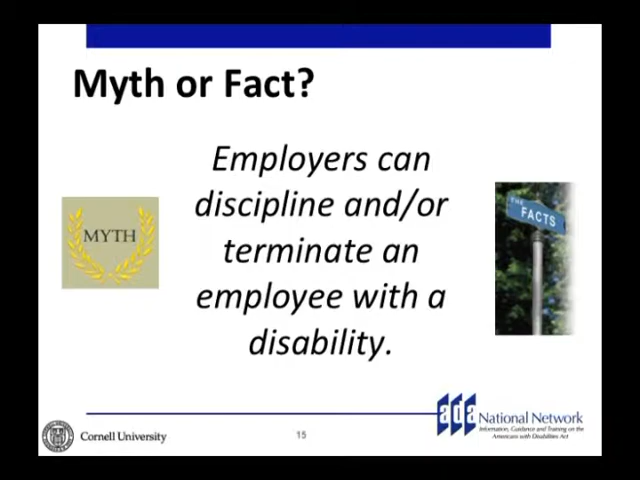 Myth or Fact?
Employers can
discipline and/or
terminate an
employee with a
disability.
MYTH
THE
FACTS
Cornell University
15
ada National Network
Information, Guidance and Training on the
Americans with Disabilities Act